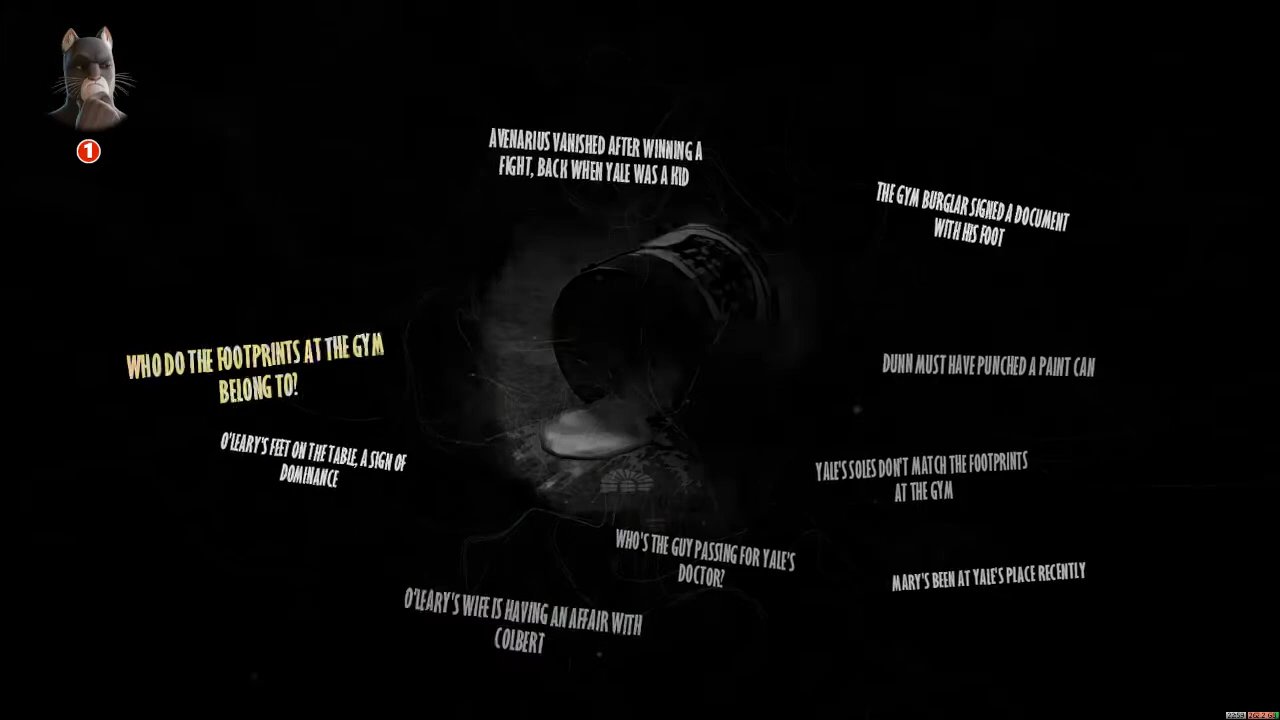 1
AVENARIUS VANISHED AFTER WINNING A
FIGHT, BACK WHEN YALE WAS A KID
THE GYM BURGLAR SIGNED A DOCUMENT
WITH HIS FOOT
WHO DO THE FOOTPRINTS AT THE GYM
BELONG TO?
DUNN MUST HAVE PUNCHED A PAINT CAN
O'LEARY'S FEET ON THE TABLE, A SIGN OF
DOMINANCE
YALE'S SOLES DON'T MATCH THE FOOTPRINTS
AT THE GYM
WHO'S THE GUY PASSING FOR YALE'S
DOCTOR?
MARY'S BEEN AT YALE'S PLACE RECENTLY
O'LEARY'S WIFE IS HAVING AN AFFAIR WITH
COLBERT